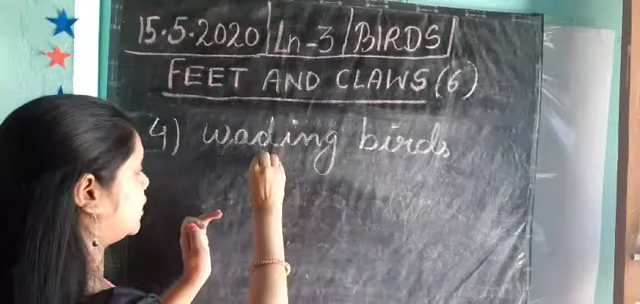 15.5.2020 Ln-3 BIRDS
FEET AND CLAWS (6)
4) wading birds